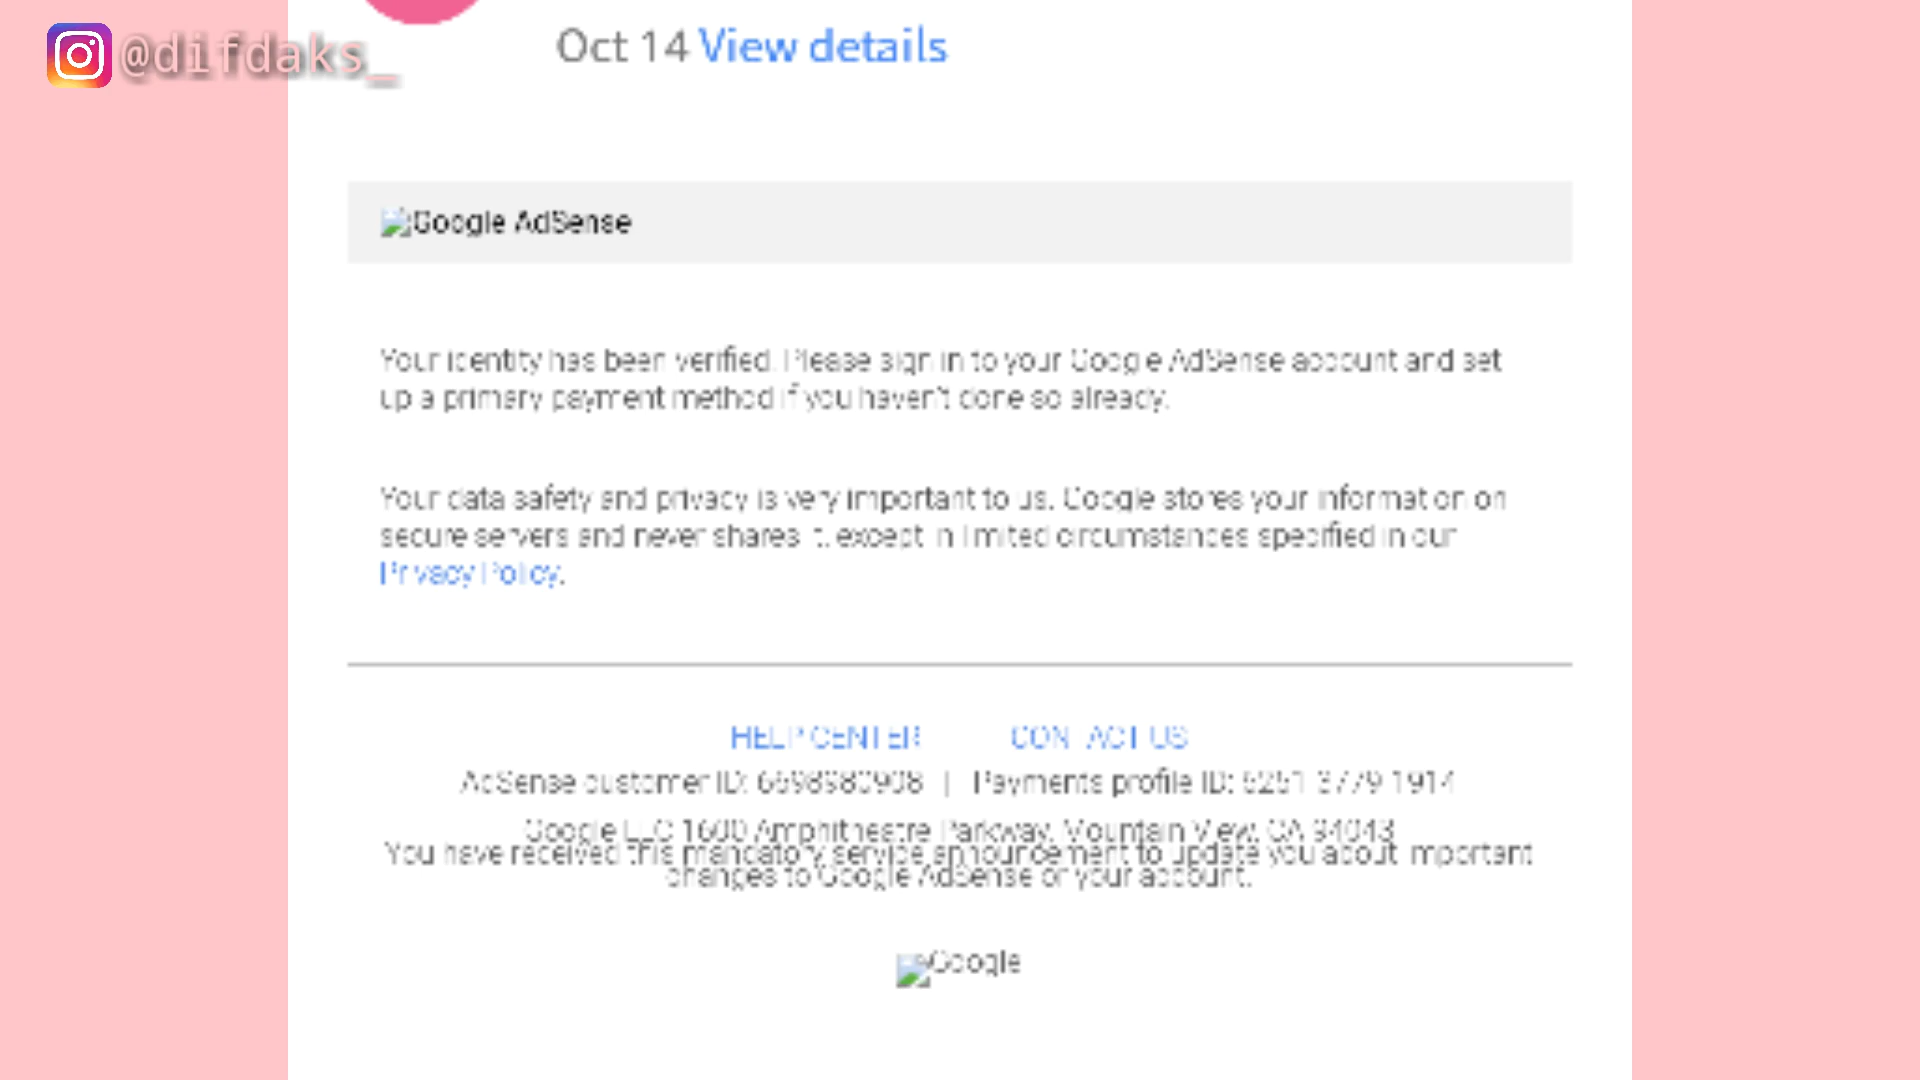 @difdaks_
Oct 14 View details
Google AdSense
Your identity has been verified. Please sign in to your Google AdSense account and set
up a primary payment method if you haven't done so already.
Your data safety and privacy is very important to us. Google stores your information on
secure servers and never shares it, except in limited circumstances specified in our
Privacy Policy.
HELP CENTER CONTACT US
AdSense customer ID: 6698980908 | Payments profile ID: 5251-3779-1914
Google LLC 1600 Amphitheatre Parkway, Mountain View, CA 94043
You have received this mandatory service announcement to update you about important
changes to Google AdSense or your account.
Google